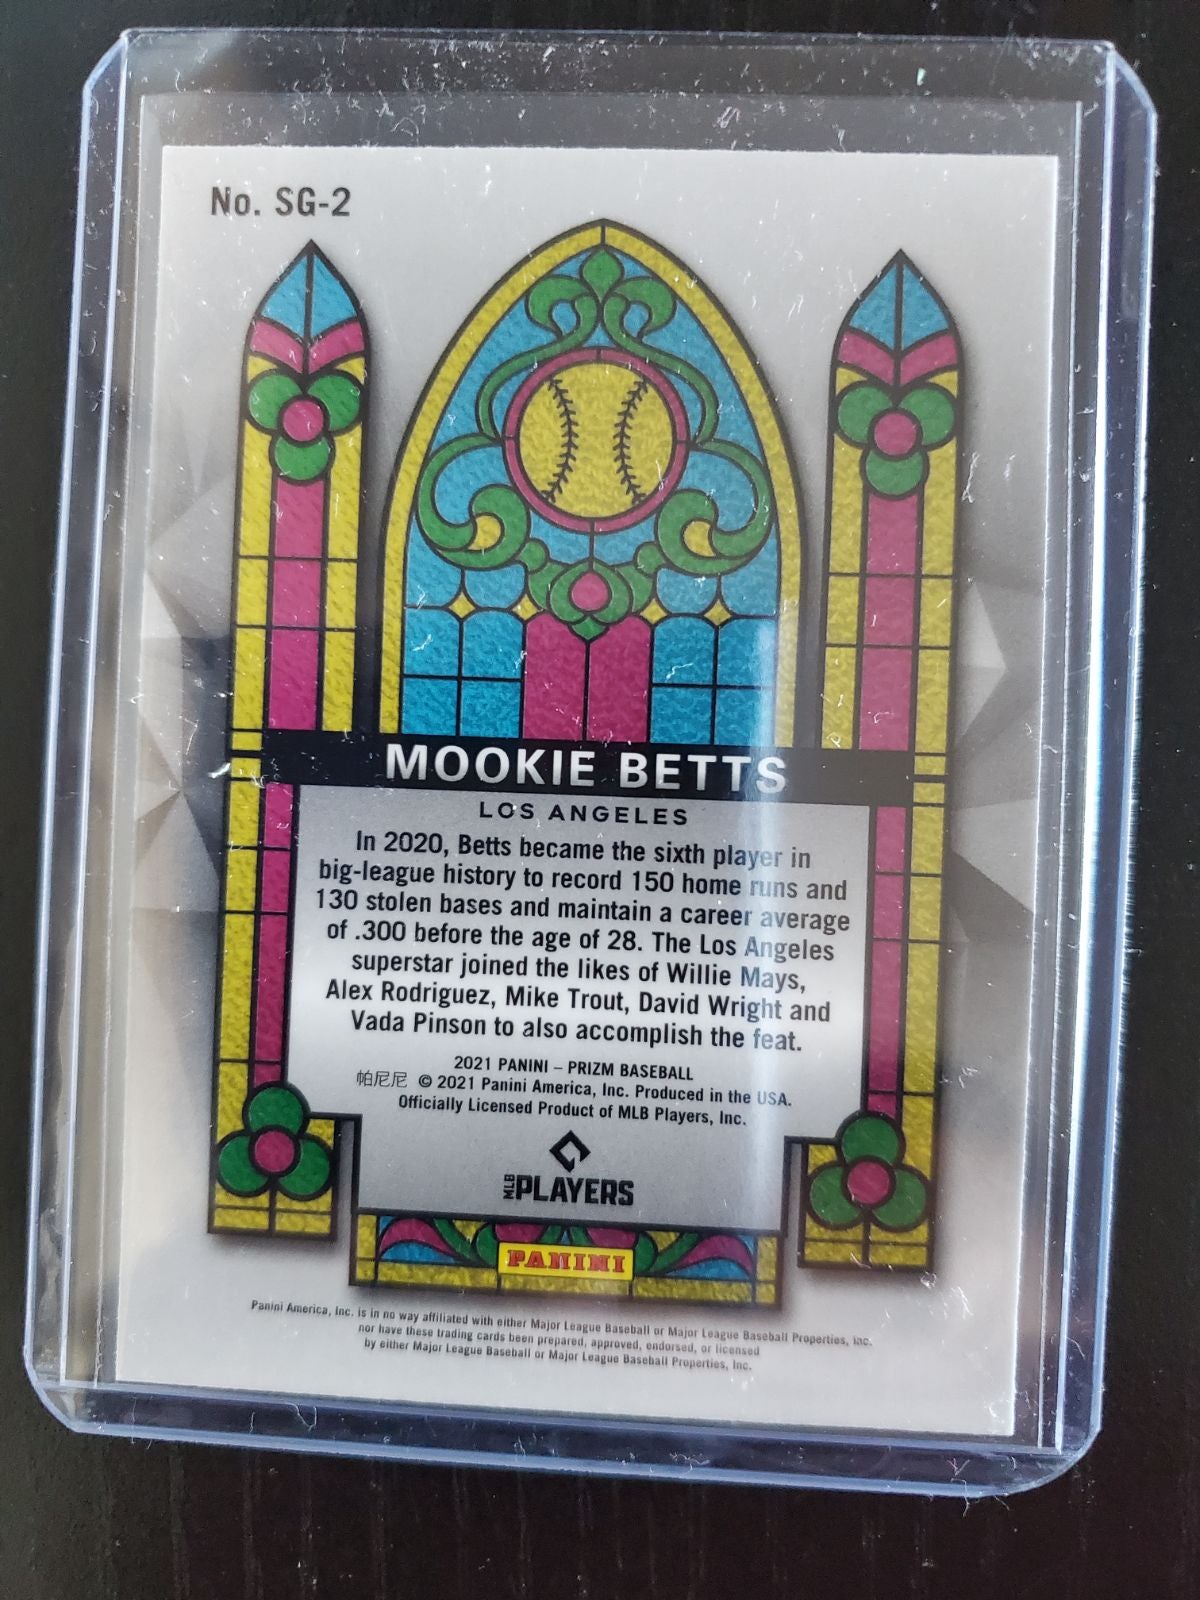 No. SG-2
MOOKIE BETTS
LOS ANGELES
In 2020, Betts became the sixth player in
big-league history to record 150 home runs and
130 stolen bases and maintain a career average
of .300 before the age of 28. The Los Angeles
superstar joined the likes of Willie Mays,
Alex Rodriguez, Mike Trout, David Wright and
Vada Pinson to also accomplish the feat.
2021 PANINI – PRIZM BASEBALL
帕尼尼 © 2021 Panini America, Inc. Produced in the USA.
Officially Licensed Product of MLB Players, Inc.
MLB PLAYERS
PANINI
Panini America, Inc. is in no way affiliated with either Major League Baseball or Major League Baseball Properties, Inc.
nor have these trading cards been prepared, approved, endorsed, or licensed
by either Major League Baseball or Major League Baseball Properties, Inc.